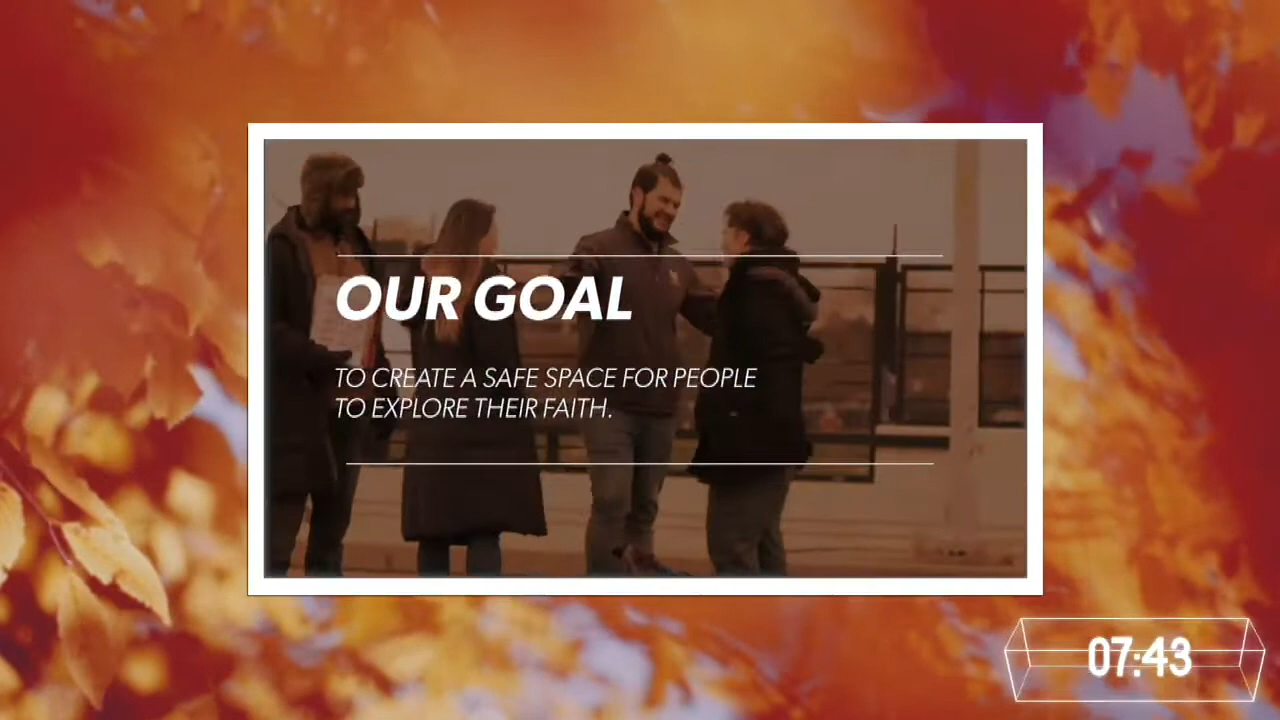 OUR GOAL
TO CREATE A SAFE SPACE FOR PEOPLE
TO EXPLORE THEIR FAITH.
07:43